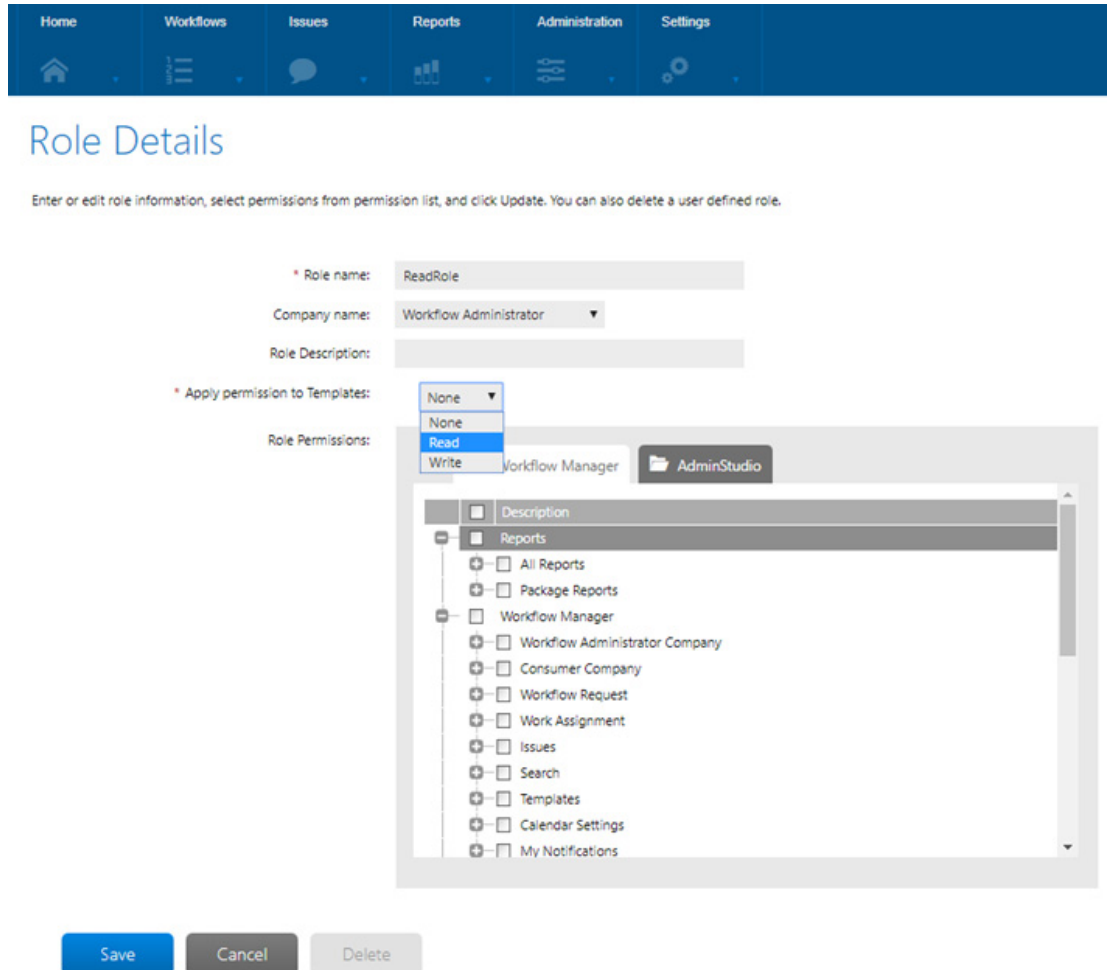 Home Workflows Issues Reports Administration Settings
Role Details
Enter or edit role information, select permissions from permission list, and click Update. You can also delete a user defined role.
* Role name: ReadRole
Company name: Workflow Administrator
Role Description:
* Apply permission to Templates: None
None
Read
Write
Role Permissions:
Workflow Manager AdminStudio
Description
Reports
All Reports
Package Reports
Workflow Manager
Workflow Administrator Company
Consumer Company
Workflow Request
Work Assignment
Issues
Search
Templates
Calendar Settings
My Notifications
Save Cancel Delete